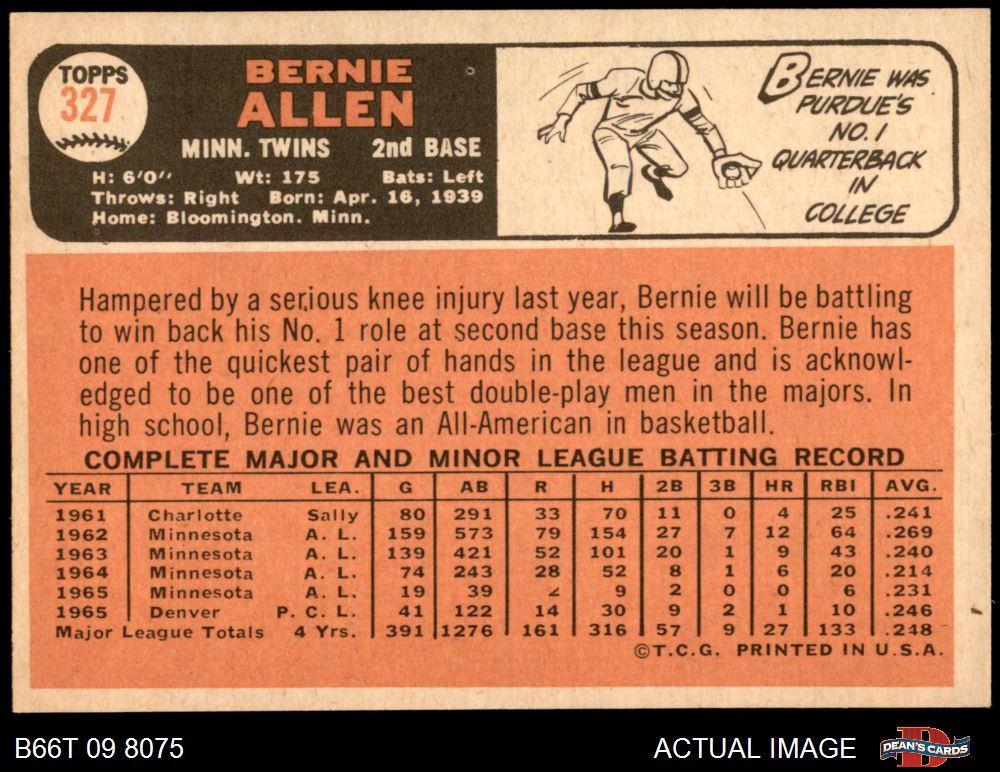 TOPPS
327
BERNIE
ALLEN
MINN. TWINS 2nd BASE
H: 6'0" Wt: 175 Bats: Left
Throws: Right Born: Apr. 16, 1939
Home: Bloomington. Minn.
BERNIE WAS
PURDUE'S
NO. 1
QUARTERBACK
IN
COLLEGE
Hampered by a serious knee injury last year, Bernie will be battling
to win back his No. 1 role at second base this season. Bernie has
one of the quickest pair of hands in the league and is acknowl-
edged to be one of the best double-play men in the majors. In
high school, Bernie was an All-American in basketball.
COMPLETE MAJOR AND MINOR LEAGUE BATTING RECORD
YEAR TEAM LEA. G AB R H 2B 3B HR RBI AVG.
1961 Charlotte Sally 80 291 33 70 11 0 4 25 .241
1962 Minnesota A. L. 159 573 79 154 27 7 12 64 .269
1963 Minnesota A. L. 139 421 52 101 20 1 9 43 .240
1964 Minnesota A. L. 74 243 28 52 8 1 6 20 .214
1965 Minnesota A. L. 19 39 2 9 2 0 0 6 .231
1965 Denver P. C. L. 41 122 14 30 9 2 1 10 .246
Major League Totals 4 Yrs. 391 1276 161 316 57 9 27 133 .248
©T.C.G. PRINTED IN U.S.A.
B66T 09 8075 ACTUAL IMAGE DEAN'S CARDS